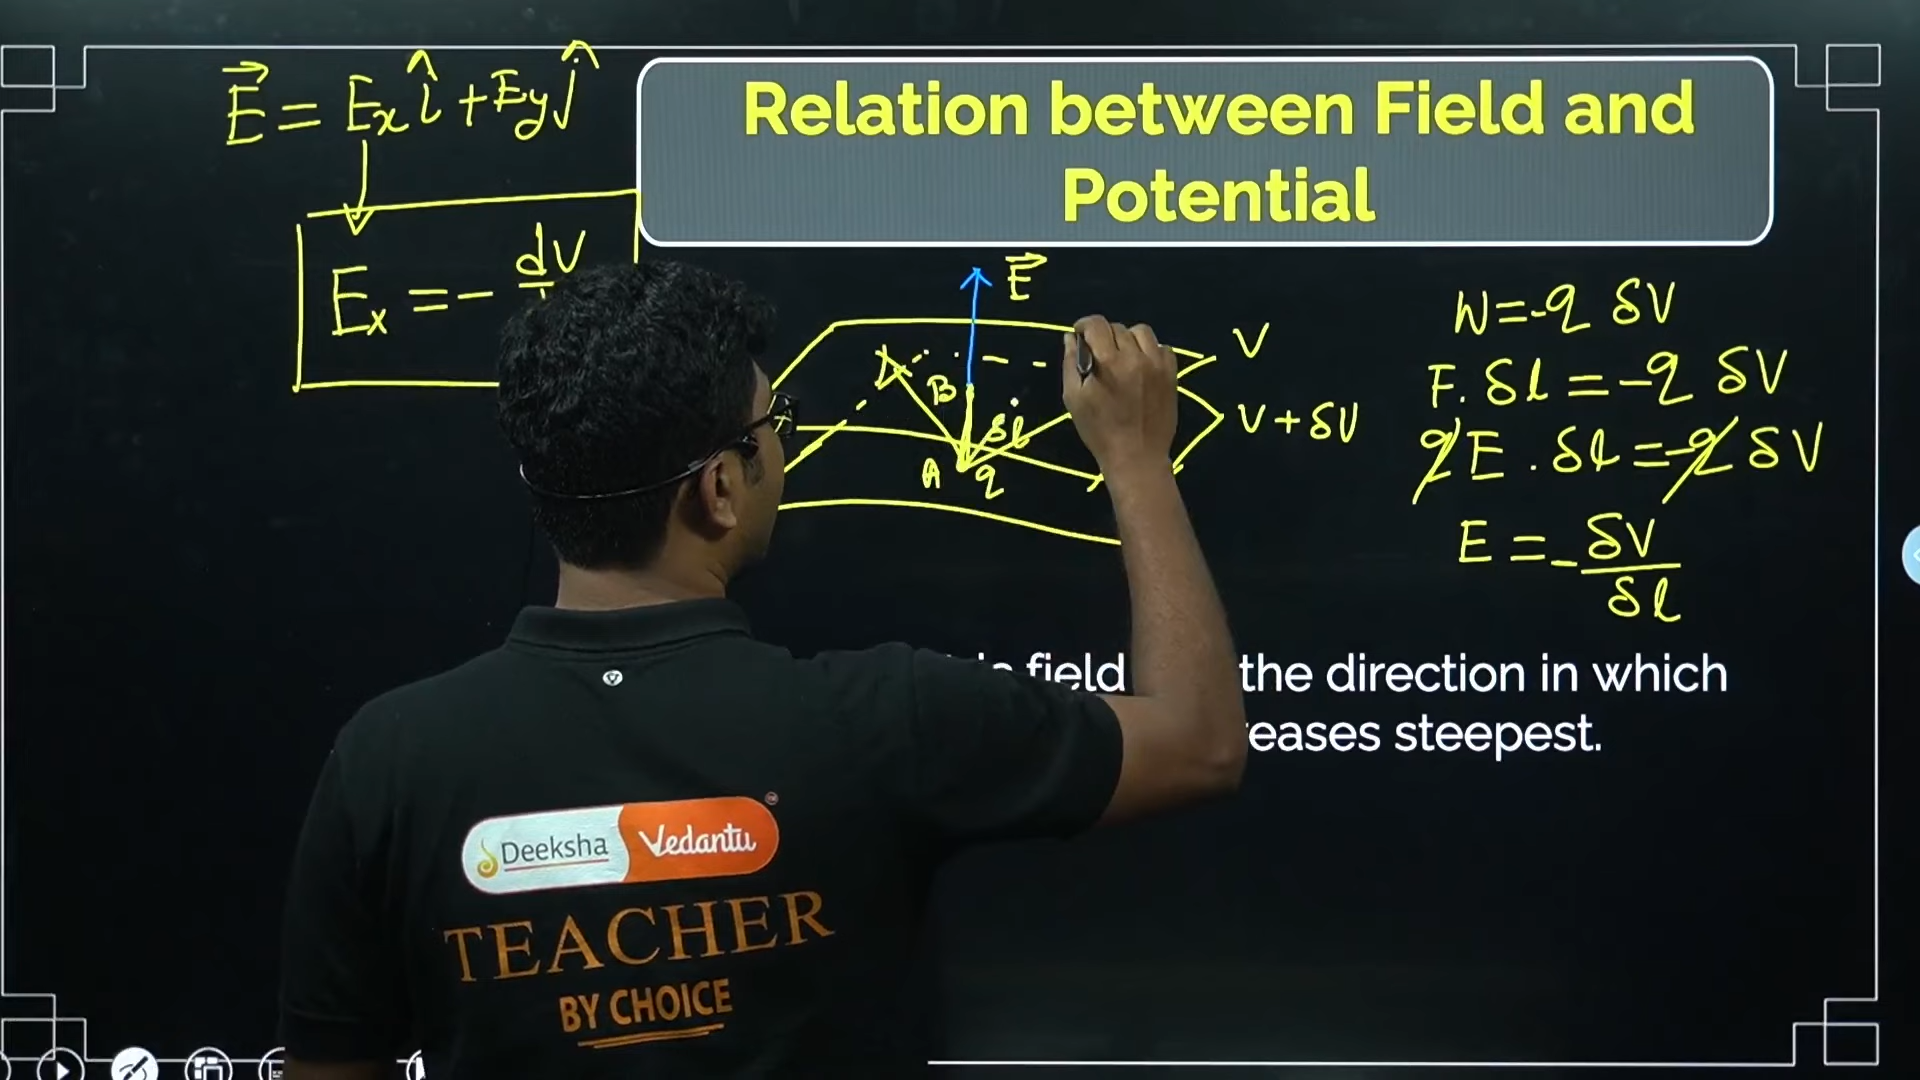 E⃗ = Eₓ î + Ey ĵ
Relation between Field and
Potential
Eₓ = - dV
E⃗
V
V + δV
B
δl
A
q
W = -q δV
F. δl = -q δV
qE . δl = -q δV
E = - δV
δl
field
the direction in which
steepest.
Deeksha Vedantu
TEACHER
BY CHOICE